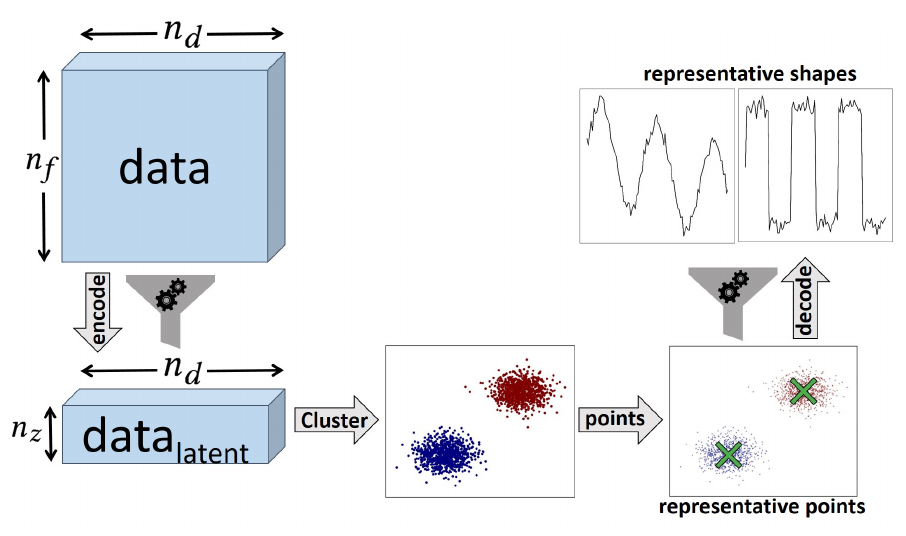 n_d
n_f
data
encode
n_d
n_z
data_latent
Cluster
points
representative shapes
decode
representative points